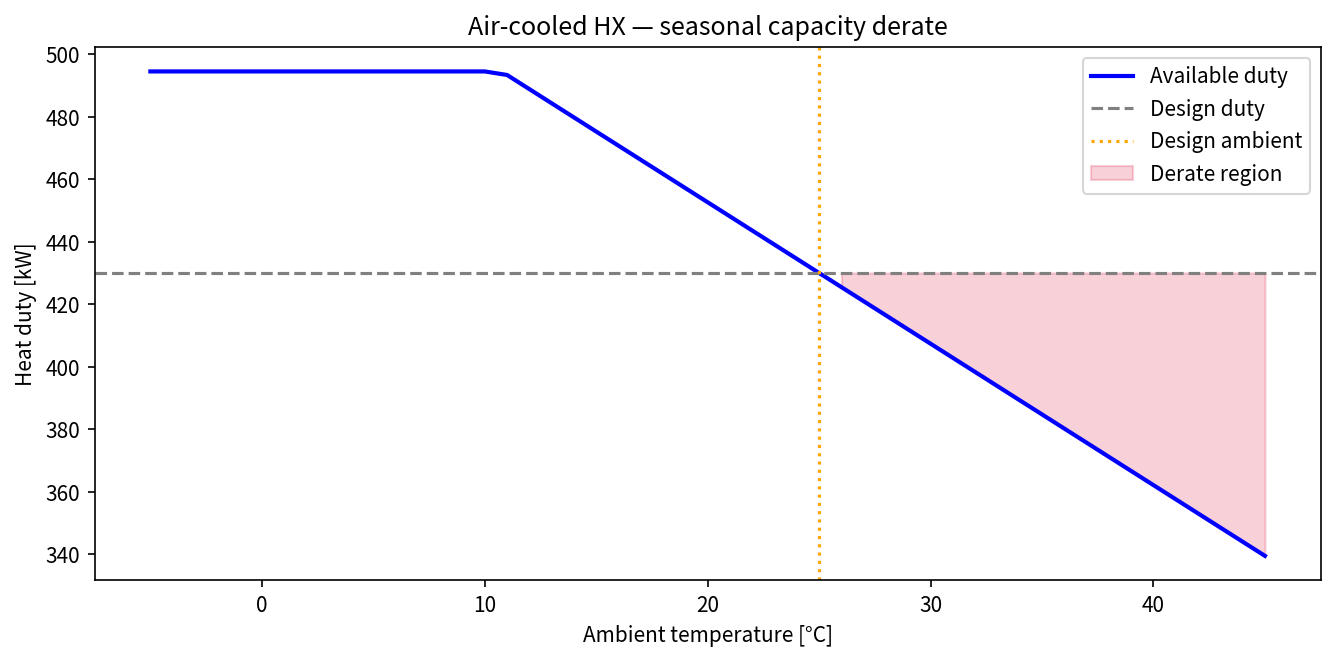 Air-cooled HX — seasonal capacity derate
Available duty
Design duty
Design ambient
Derate region
Heat duty [kW]
500
480
460
440
420
400
380
360
340
0
10
20
30
40
Ambient temperature [°C]